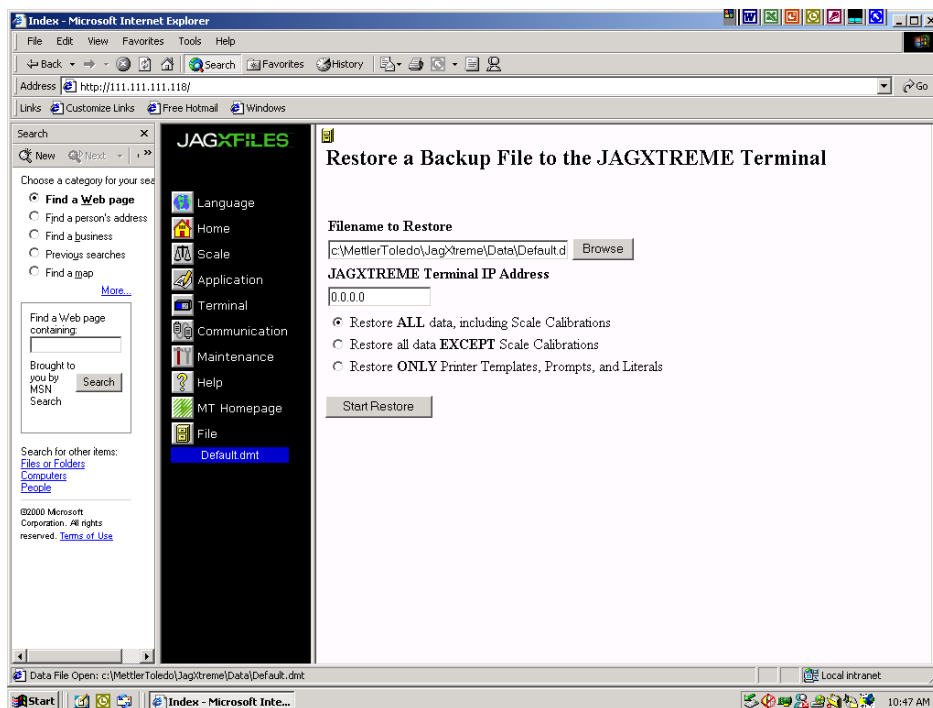 Index - Microsoft Internet Explorer
File Edit View Favorites Tools Help
Back Search Favorites History
Address http://111.111.111.118/ Go
Links Customize Links Free Hotmail Windows
Search
New Next
Choose a category for your sea
Find a Web page
Find a person's address
Find a business
Previous searches
Find a map
More...
Find a Web page
containing:
Brought to
you by
MSN
Search
Search
Search for other items:
Files or Folders
Computers
People
©2000 Microsoft
Corporation. All rights
reserved. Terms of Use
JAGXFILES
Language
Home
Scale
Application
Terminal
Communication
Maintenance
Help
MT Homepage
File
Default.dmt
Restore a Backup File to the JAGXTREME Terminal
Filename to Restore
c:\MettlerToledo\JagXtreme\Data\Default.d Browse
JAGXTREME Terminal IP Address
0.0.0.0
Restore ALL data, including Scale Calibrations
Restore all data EXCEPT Scale Calibrations
Restore ONLY Printer Templates, Prompts, and Literals
Start Restore
Data File Open: c:\MettlerToledo\JagXtreme\Data\Default.dmt Local intranet
Start Index - Microsoft Inte... 10:47 AM